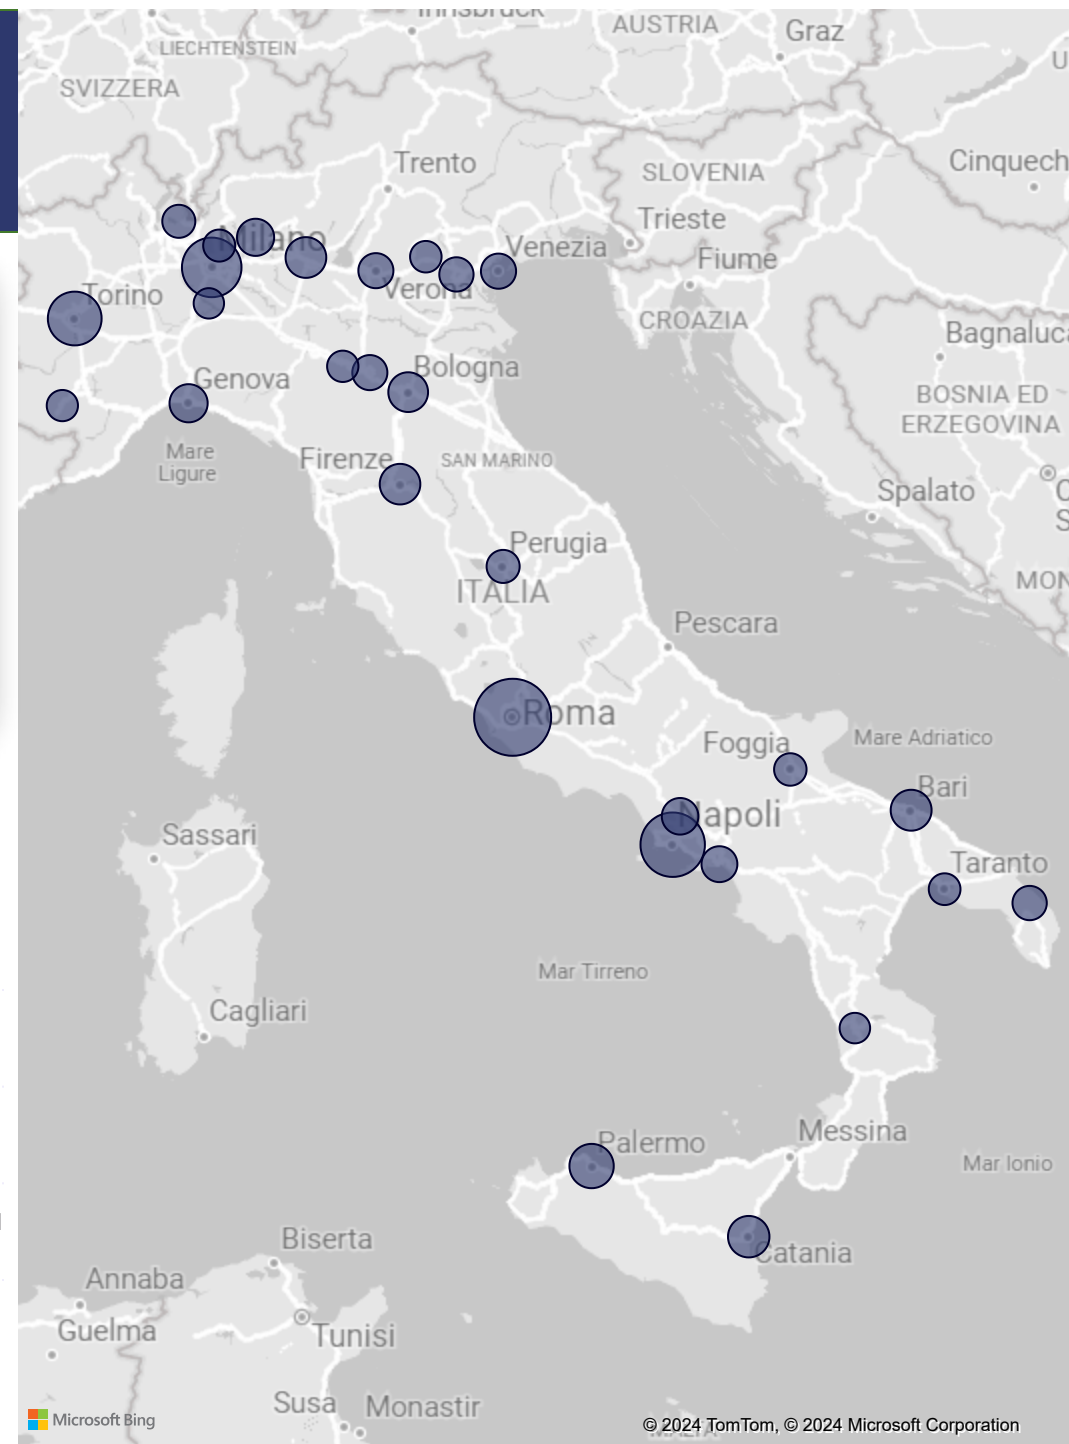 Innsbruck
AUSTRIA
Graz
LIECHTENSTEIN
SVIZZERA
Trento
SLOVENIA
Cinquech
Trieste
Milano
Venezia
Fiume
Verona
Torino
CROAZIA
Bagnaluca
Genova
Bologna
BOSNIA ED
ERZEGOVINA
Mare
Ligure
Firenze
SAN MARINO
Spalato
Perugia
ITALIA
MON
Pescara
Roma
Foggia
Mare Adriatico
Bari
Napoli
Sassari
Taranto
Mar Tirreno
Cagliari
Messina
Palermo
Mar Ionio
Biserta
Catania
Annaba
Guelma
Tunisi
Susa
Monastir
Microsoft Bing
© 2024 TomTom, © 2024 Microsoft Corporation
MALTA